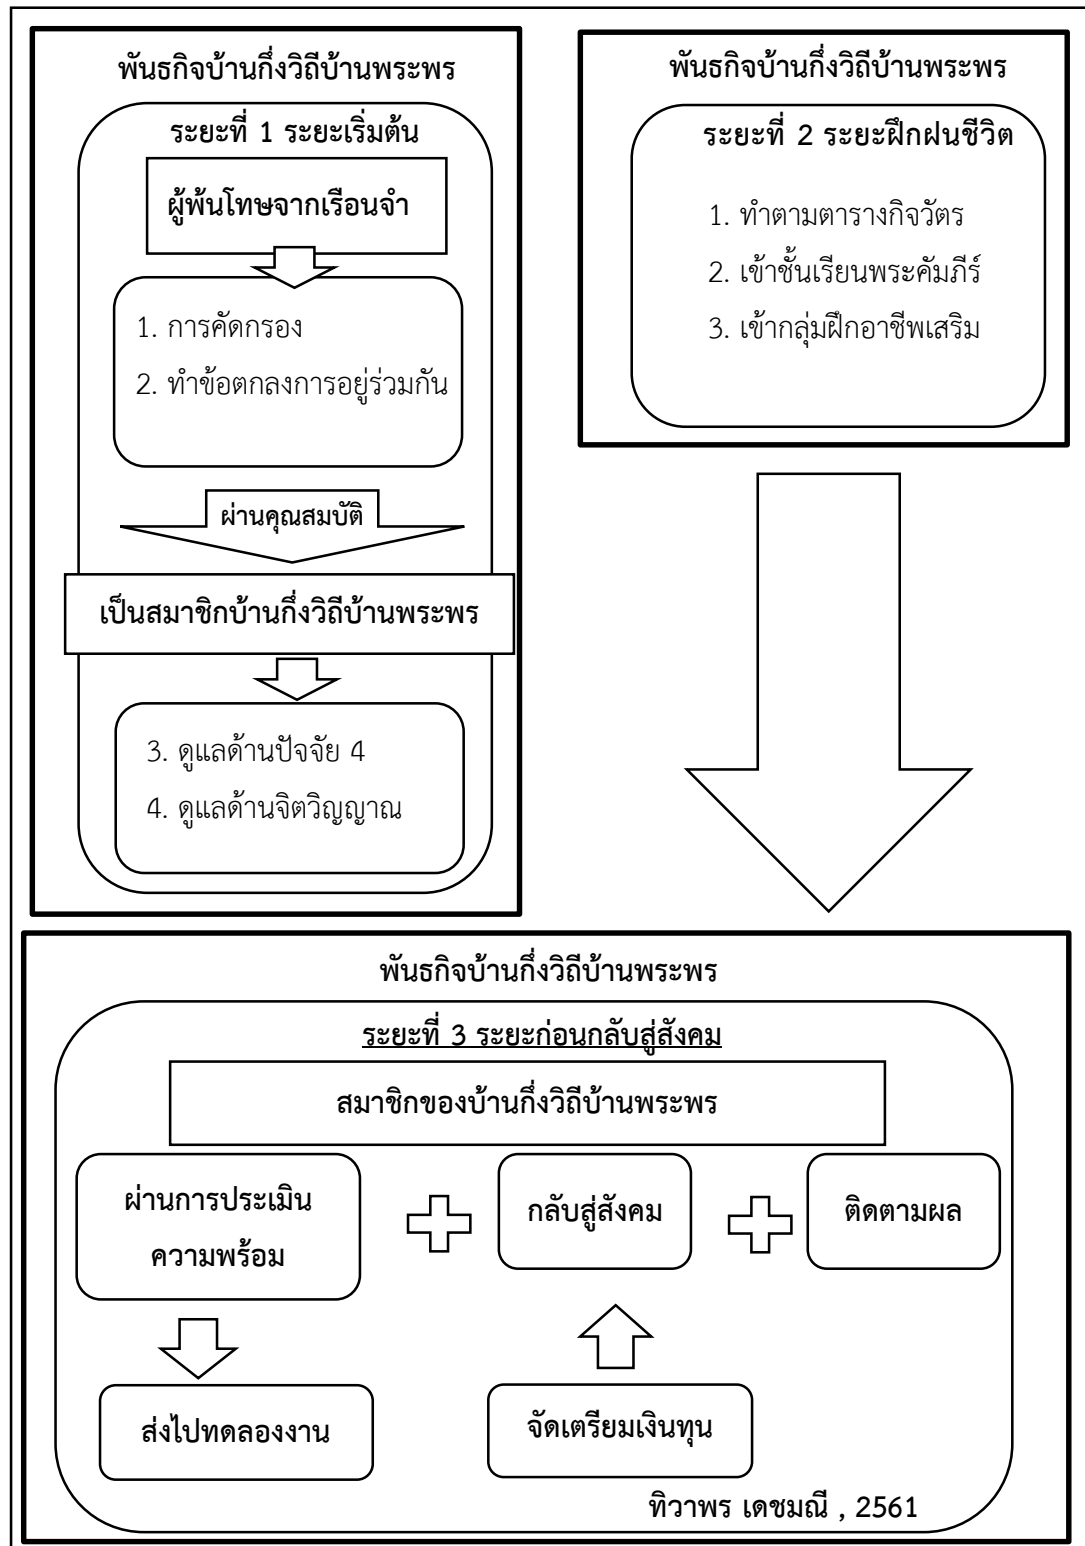 พันธกิจบ้านกึ่งวิถีบ้านพระพร
ระยะที่ 1 ระยะเริ่มต้น
ผู้พ้นโทษจากเรือนจำ
1. การคัดกรอง
2. ทำข้อตกลงการอยู่ร่วมกัน
ผ่านคุณสมบัติ
เป็นสมาชิกบ้านกึ่งวิถีบ้านพระพร
3. ดูแลด้านปัจจัย 4
4. ดูแลด้านจิตวิญญาณ
พันธกิจบ้านกึ่งวิถีบ้านพระพร
ระยะที่ 2 ระยะฝึกฝนชีวิต
1. ทำตามตารางกิจวัตร
2. เข้าชั้นเรียนพระคัมภีร์
3. เข้ากลุ่มฝึกอาชีพเสริม
พันธกิจบ้านกึ่งวิถีบ้านพระพร
ระยะที่ 3 ระยะก่อนกลับสู่สังคม
สมาชิกของบ้านกึ่งวิถีบ้านพระพร
ผ่านการประเมิน
ความพร้อม
กลับสู่สังคม
ติดตามผล
ส่งไปทดลองงาน
จัดเตรียมเงินทุน
ทิวาพร เดชมณี , 2561